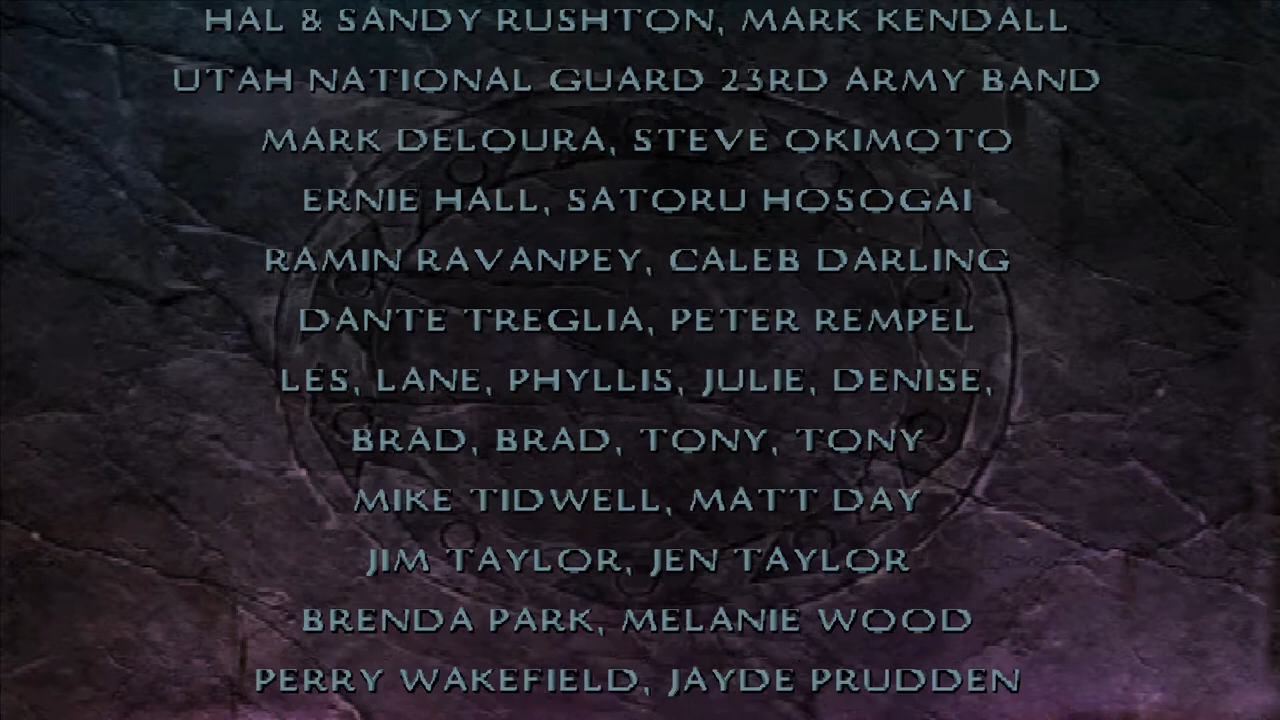 HAL & SANDY RUSHTON, MARK KENDALL
UTAH NATIONAL GUARD 23RD ARMY BAND
MARK DELOURA, STEVE OKIMOTO
ERNIE HALL, SATORU HOSOGAI
RAMIN RAVANPEY, CALEB DARLING
DANTE TREGLIA, PETER REMPEL
LES, LANE, PHYLLIS, JULIE, DENISE,
BRAD, BRAD, TONY, TONY
MIKE TIDWELL, MATT DAY
JIM TAYLOR, JEN TAYLOR
BRENDA PARK, MELANIE WOOD
PERRY WAKEFIELD, JAYDE PRUDDEN